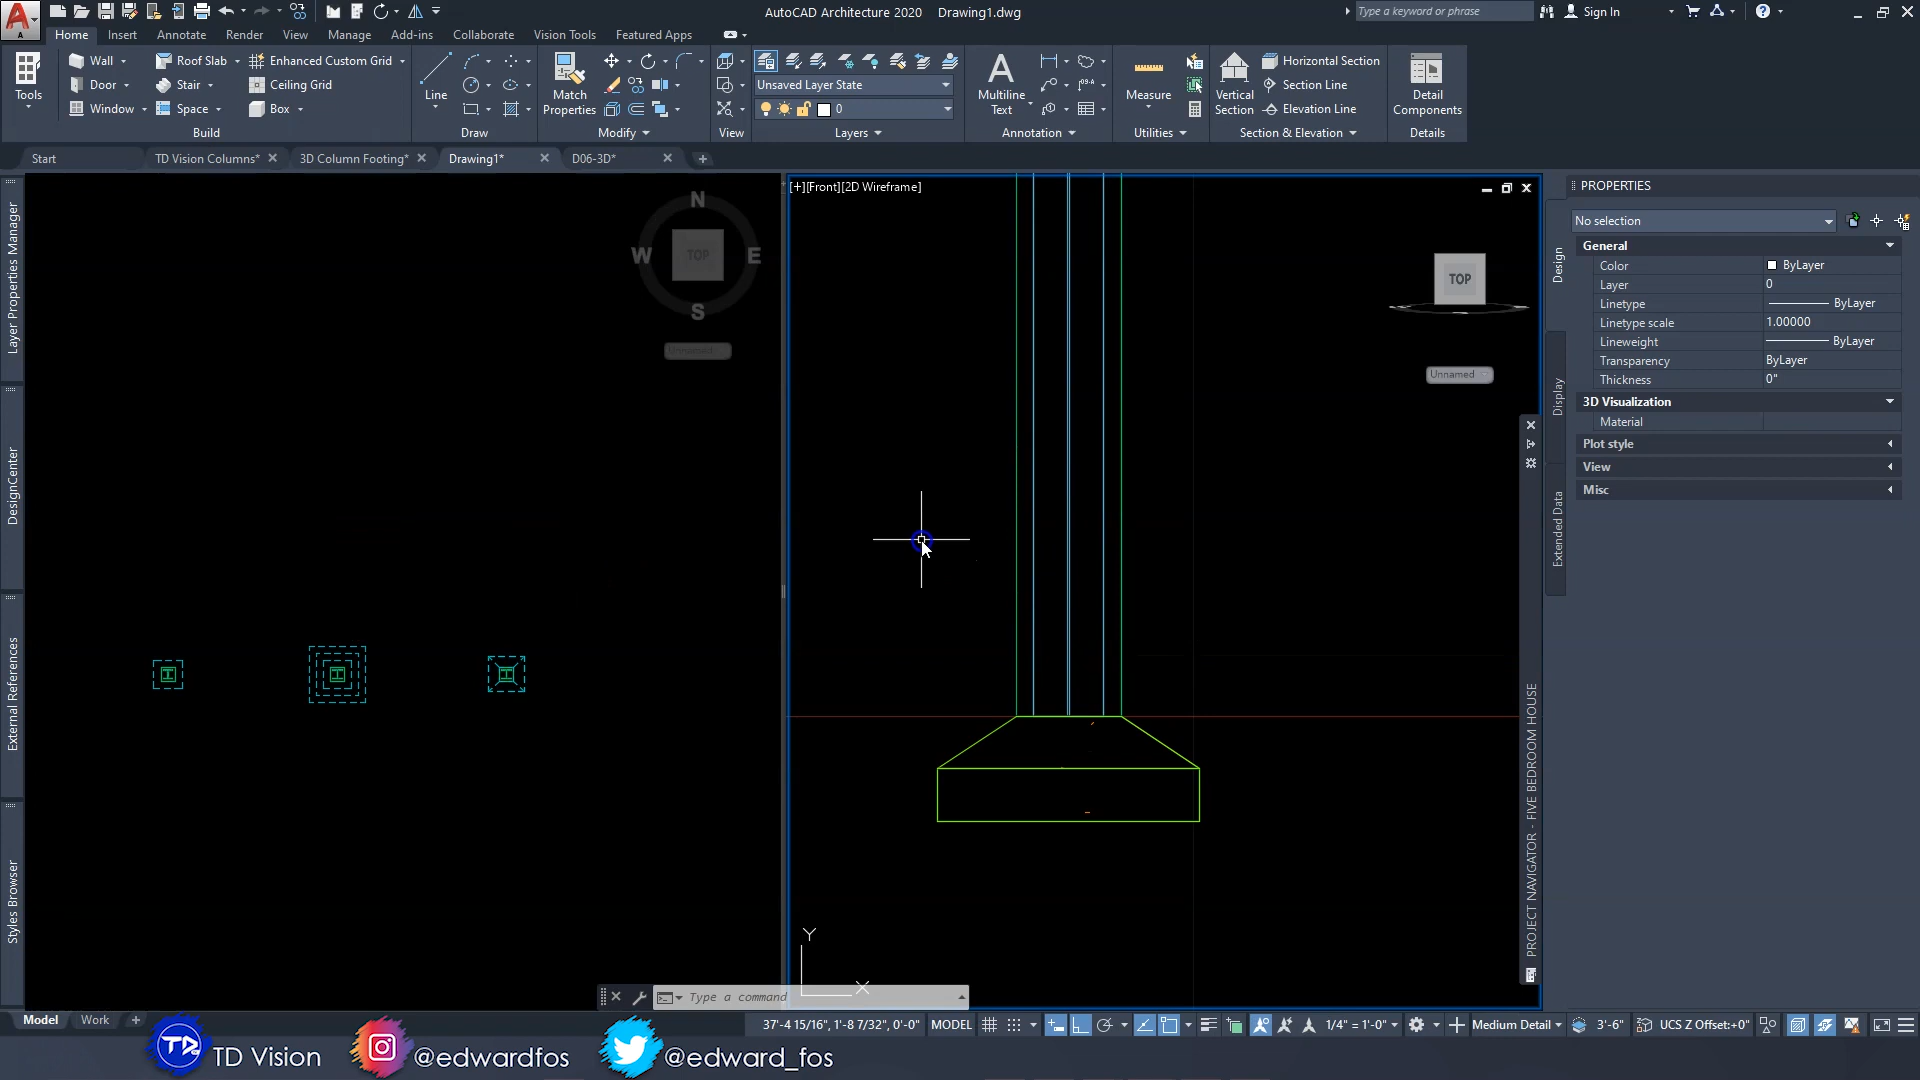 A
AutoCAD Architecture 2020 Drawing1.dwg
Type a keyword or phrase
Sign In
Home Insert Annotate Render View Manage Add-ins Collaborate Vision Tools Featured Apps
Tools
Wall
Door
Window
Roof Slab
Stair
Space
Enhanced Custom Grid
Ceiling Grid
Box
Build
Line
Draw
Match
Properties
Modify
View
Unsaved Layer State
0
Layers
Multiline
Text
Annotation
Measure
Utilities
Vertical
Section
Horizontal Section
Section Line
Elevation Line
Section & Elevation
Detail
Components
Details
Start
TD Vision Columns*
3D Column Footing*
Drawing1*
D06-3D*
Layer Properties Manager
DesignCenter
External References
Styles Browser
N
W
TOP
E
S
Unnamed
[+][Front][2D Wireframe]
TOP
Unnamed
Y
X
Type a command
PROJECT NAVIGATOR - FIVE BEDROOM HOUSE
Design
Display
Extended Data
PROPERTIES
No selection
General
Color ByLayer
Layer 0
Linetype ByLayer
Linetype scale 1.00000
Lineweight ByLayer
Transparency ByLayer
Thickness 0"
3D Visualization
Material
Plot style
View
Misc
Model Work
37'-4 15/16", 1'-8 7/32", 0'-0" MODEL
1/4" = 1'-0"
Medium Detail
3'-6"
UCS Z Offset:+0"
TD Vision
@edwardfos
@edward_fos